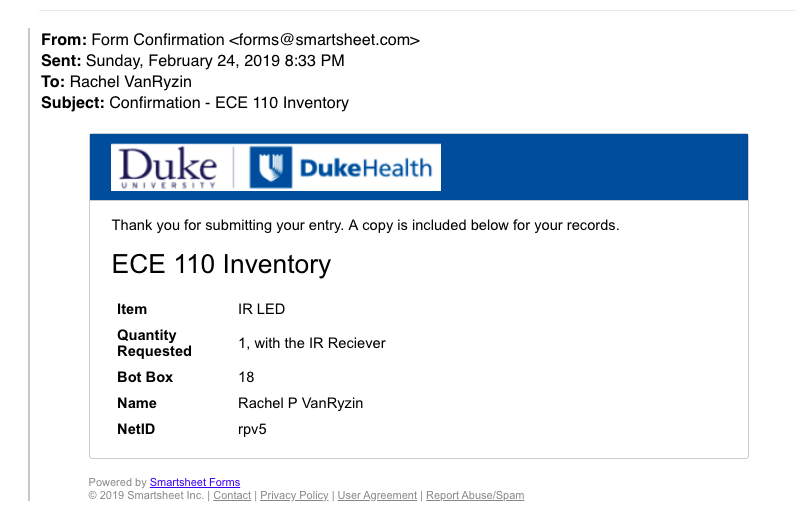 From: Form Confirmation <forms@smartsheet.com>
Sent: Sunday, February 24, 2019 8:33 PM
To: Rachel VanRyzin
Subject: Confirmation - ECE 110 Inventory
Duke UNIVERSITY DukeHealth
Thank you for submitting your entry. A copy is included below for your records.
ECE 110 Inventory
Item IR LED
Quantity Requested 1, with the IR Reciever
Bot Box 18
Name Rachel P VanRyzin
NetID rpv5
Powered by Smartsheet Forms
© 2019 Smartsheet Inc. | Contact | Privacy Policy | User Agreement | Report Abuse/Spam